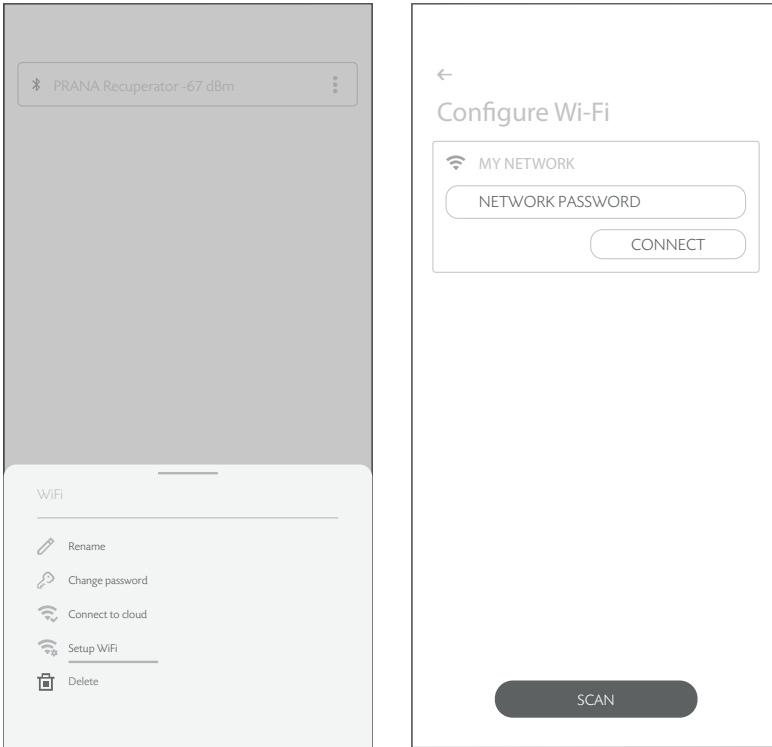 PRANA Recuperator -67 dBm
WiFi
Rename
Change password
Connect to cloud
Setup WiFi
Delete
Configure Wi-Fi
MY NETWORK
NETWORK PASSWORD
CONNECT
SCAN